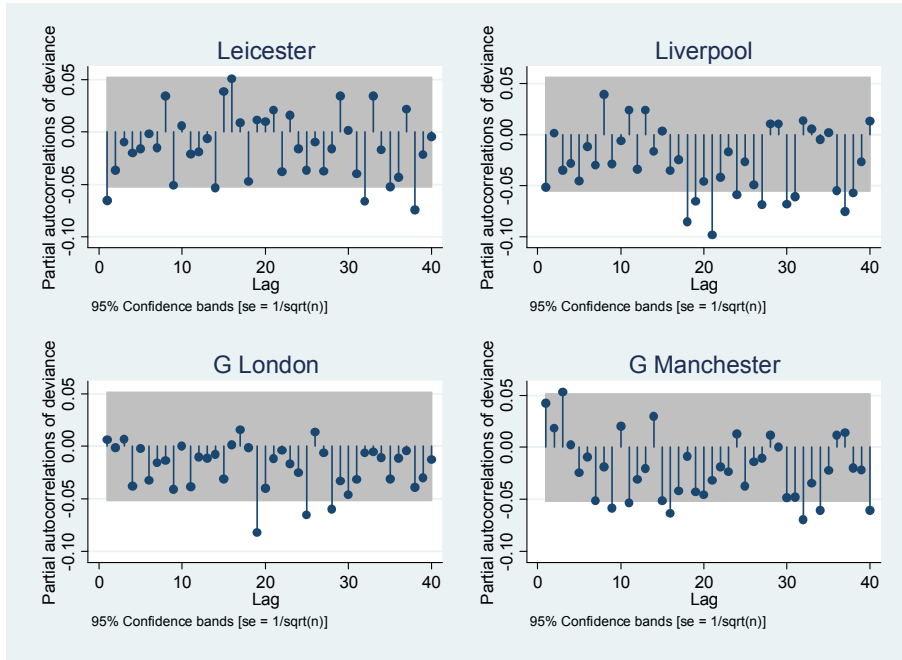 Leicester
Partial autocorrelations of deviance
0.05
0.00
-0.05
-0.10
0 10 20 30 40
Lag
95% Confidence bands [se = 1/sqrt(n)]
Liverpool
Partial autocorrelations of deviance
0.05
0.00
-0.05
-0.10
0 10 20 30 40
Lag
95% Confidence bands [se = 1/sqrt(n)]
G London
Partial autocorrelations of deviance
0.05
0.00
-0.05
-0.10
0 10 20 30 40
Lag
95% Confidence bands [se = 1/sqrt(n)]
G Manchester
Partial autocorrelations of deviance
0.05
0.00
-0.05
-0.10
0 10 20 30 40
Lag
95% Confidence bands [se = 1/sqrt(n)]